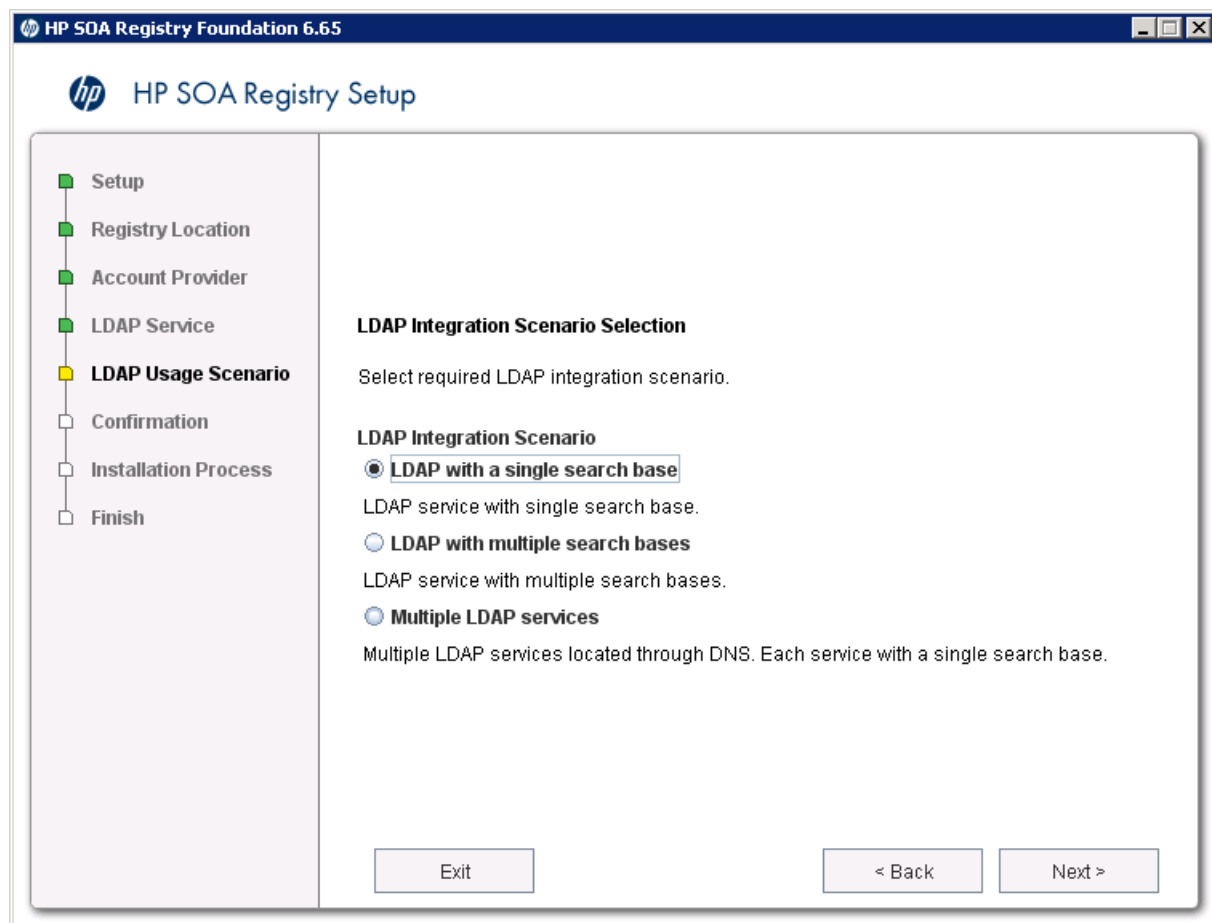 HP SOA Registry Foundation 6.65
hp HP SOA Registry Setup
Setup
Registry Location
Account Provider
LDAP Service
LDAP Usage Scenario
Confirmation
Installation Process
Finish
LDAP Integration Scenario Selection
Select required LDAP integration scenario.
LDAP Integration Scenario
LDAP with a single search base
LDAP service with single search base.
LDAP with multiple search bases
LDAP service with multiple search bases.
Multiple LDAP services
Multiple LDAP services located through DNS. Each service with a single search base.
Exit
< Back
Next >